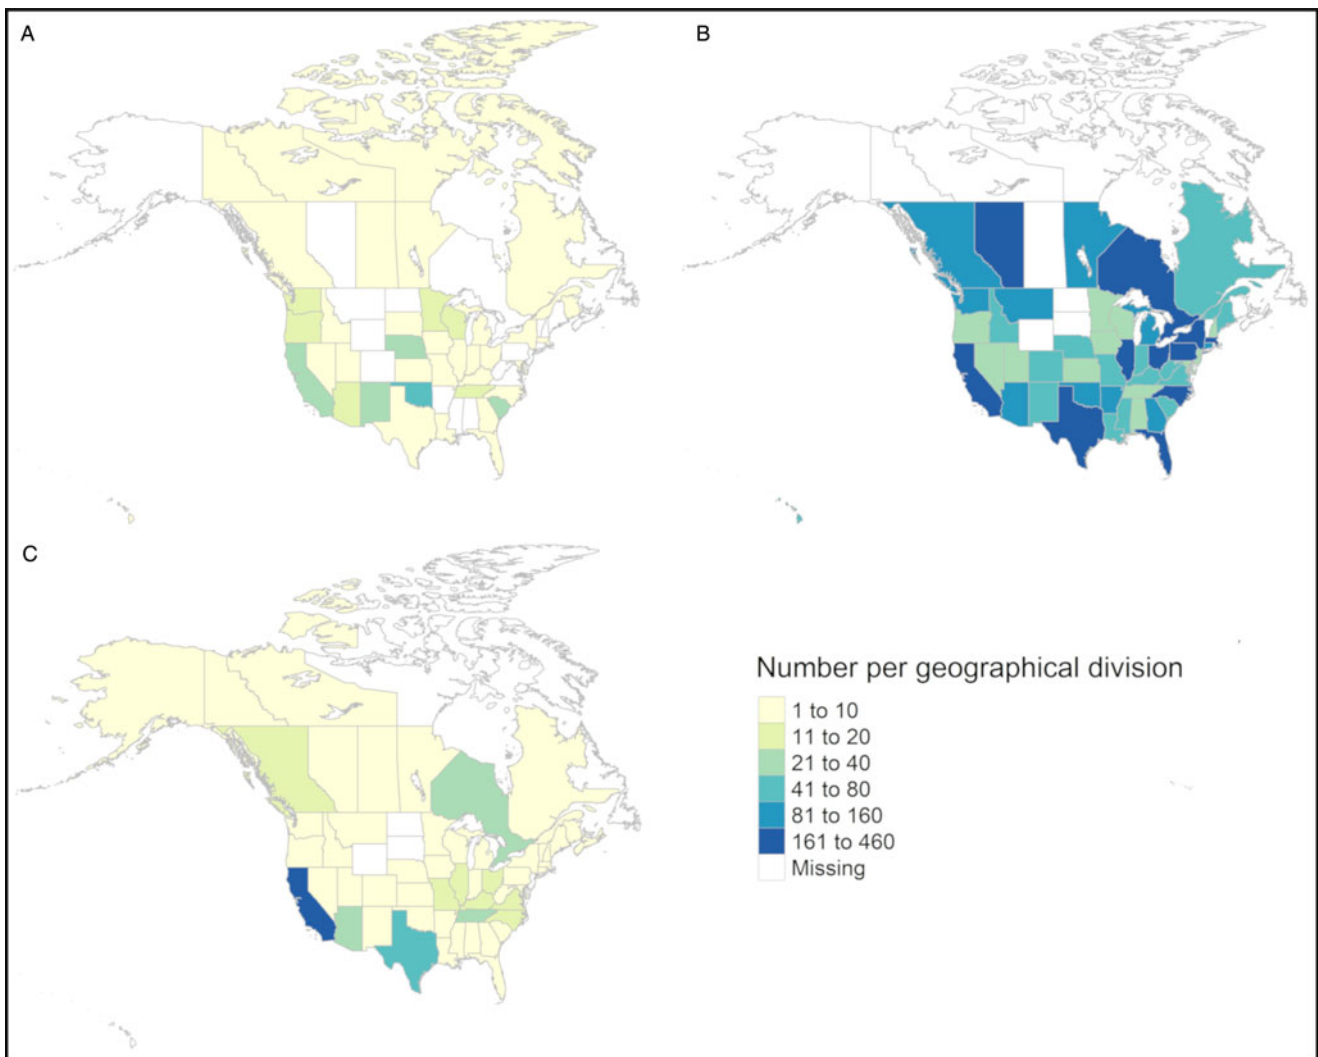 A
B
C
Number per geographical division
1 to 10
11 to 20
21 to 40
41 to 80
81 to 160
161 to 460
Missing